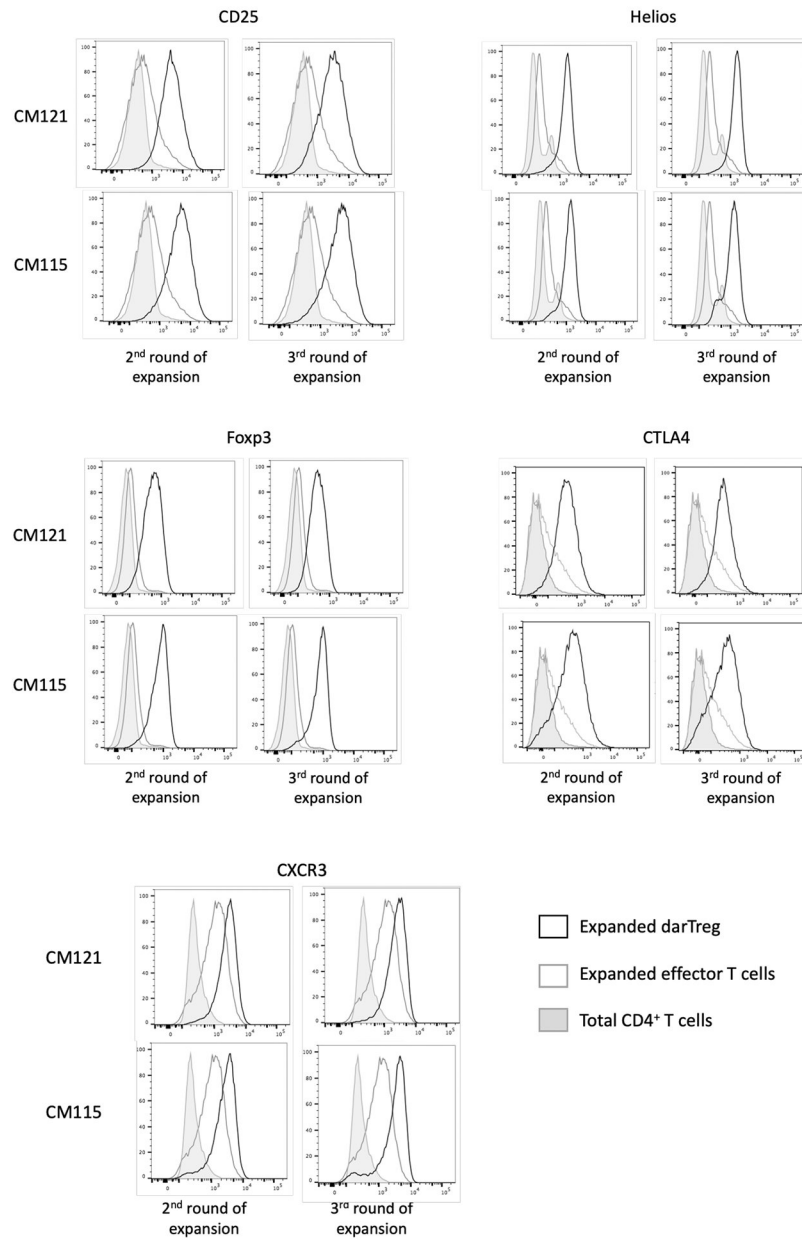 CD25
Helios
CM121
CM115
2nd round of
expansion
3rd round of
expansion
2nd round of
expansion
3rd round of
expansion
Foxp3
CTLA4
CM121
CM115
2nd round of
expansion
3rd round of
expansion
2nd round of
expansion
3rd round of
expansion
CXCR3
CM121
CM115
2nd round of
expansion
3rd round of
expansion
Expanded darTreg
Expanded effector T cells
Total CD4+ T cells